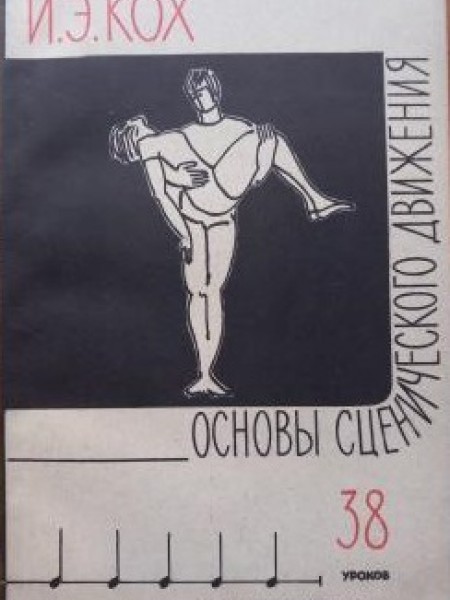 И.Э.КОХ
ОСНОВЫ СЦЕНИЧЕСКОГО ДВИЖЕНИЯ
38
УРОКОВ